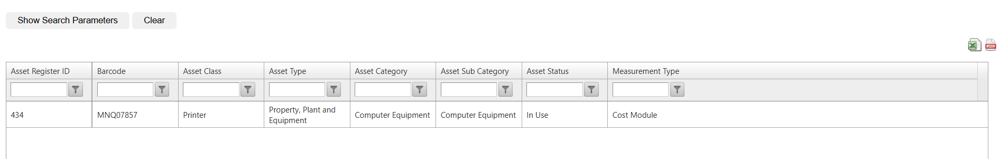 Show Search Parameters Clear
PDF
Asset Register ID Barcode Asset Class Asset Type Asset Category Asset Sub Category Asset Status Measurement Type
434 MNQ07857 Printer Property, Plant and Equipment Computer Equipment Computer Equipment In Use Cost Module